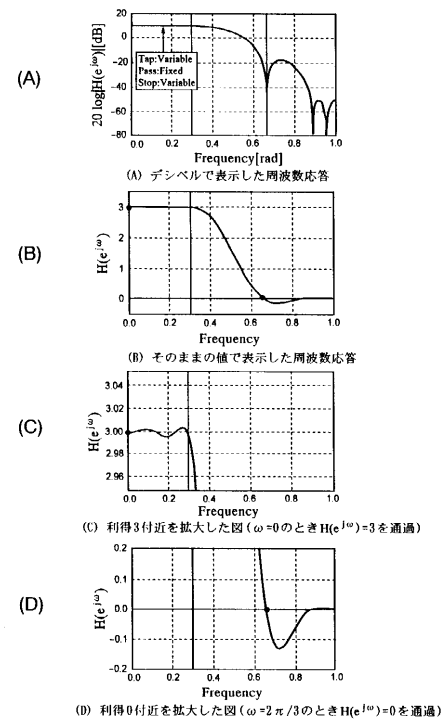 (A)
20 log|H(e^jω)|[dB]
20
0
-20
-40
-60
-80
Tap:Variable
Pass:Fixed
Stop:Variable
0.0 0.2 0.4 0.6 0.8 1.0
Frequency[rad]
(A) デシベルで表示した周波数応答
(B)
H(e^jω)
3
2
1
0
0.0 0.2 0.4 0.6 0.8 1.0
Frequency
(B) そのままの値で表示した周波数応答
(C)
H(e^jω)
3.04
3.02
3.00
2.98
2.96
0.0 0.2 0.4 0.6 0.8 1.0
Frequency
(C) 利得3付近を拡大した図(ω=0のときH(e^jω)=3を通過)
(D)
H(e^jω)
0.2
0.1
0.0
-0.1
-0.2
0.0 0.2 0.4 0.6 0.8 1.0
Frequency
(D) 利得0付近を拡大した図(ω=2π/3のときH(e^jω)=0を通過)